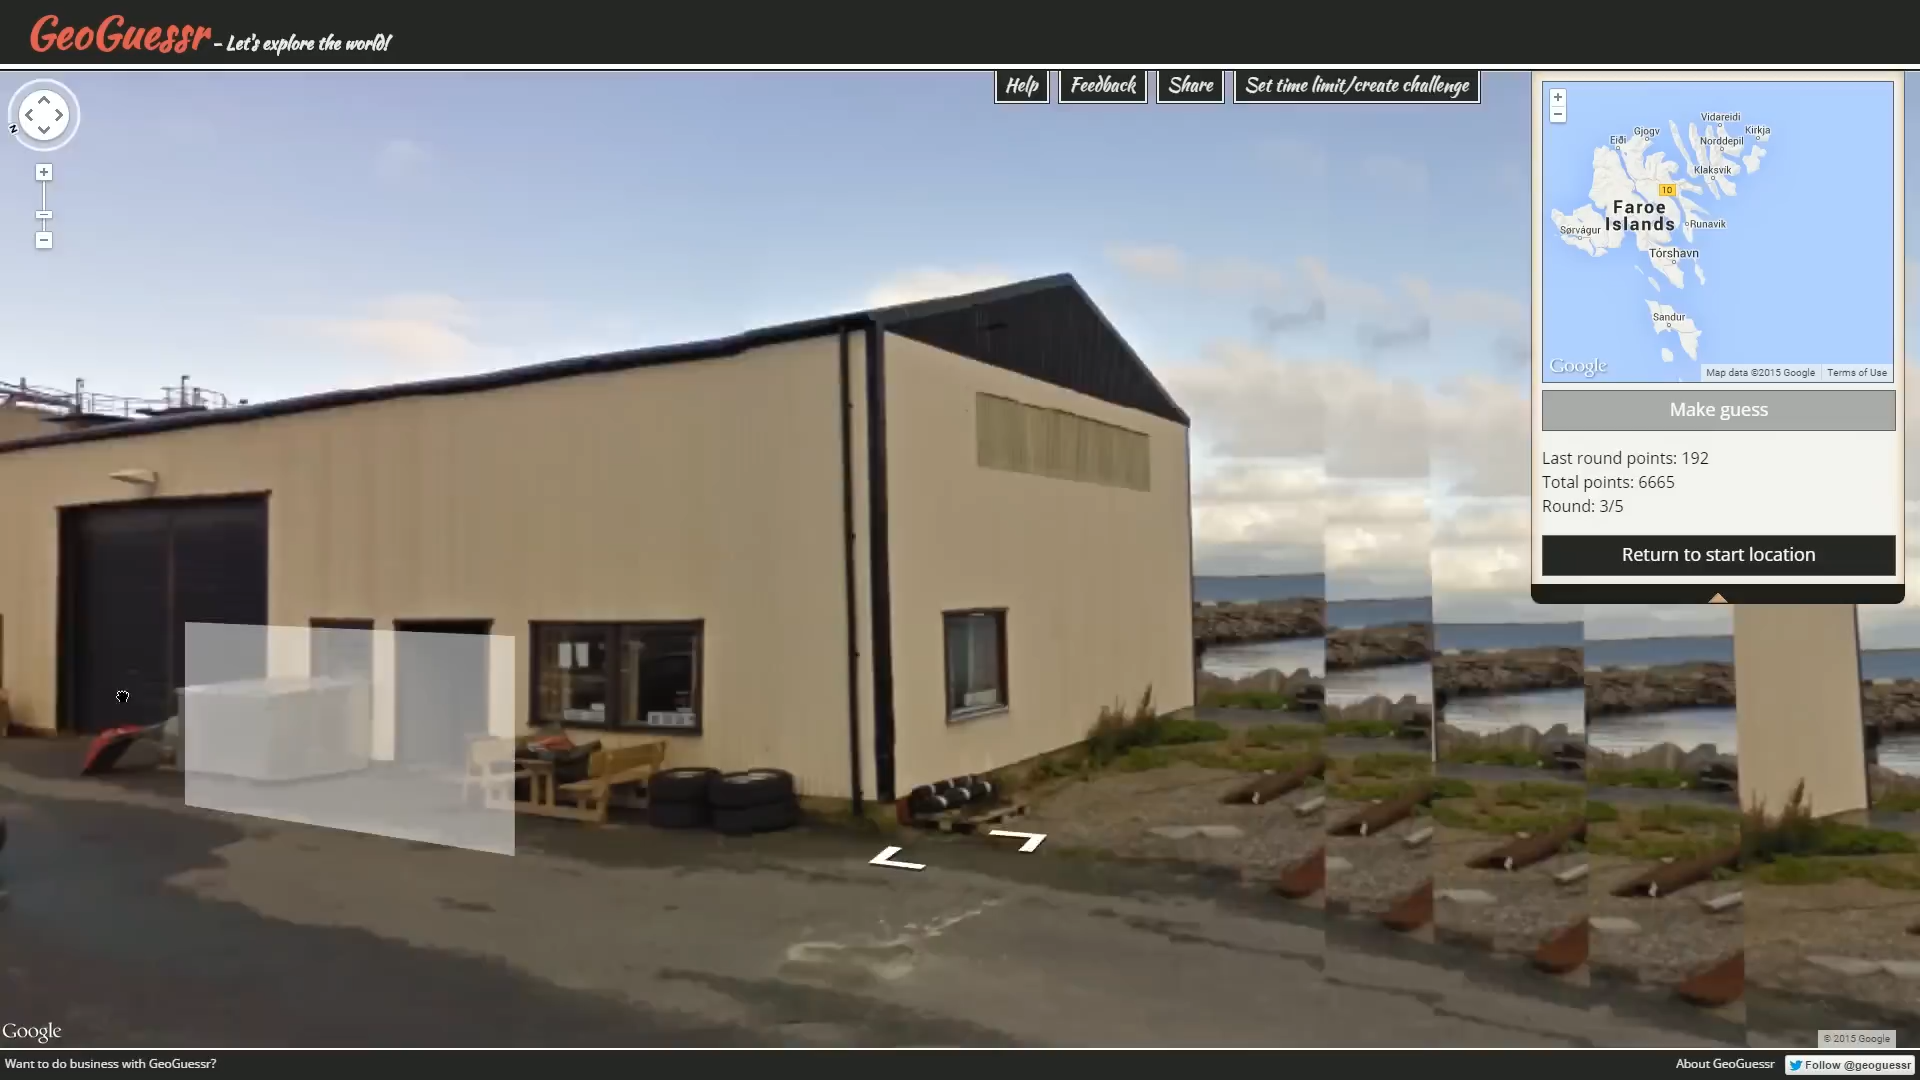 GeoGuessr - Let's explore the world!
Help
Feedback
Share
Set time limit/create challenge
N
+
−
+
−
Vidareidi
Gjogv
Kirkja
Eiði
Norddepil
Klaksvik
10
Faroe
Islands
Runavik
Sørvágur
Tórshavn
Sandur
Google
Map data ©2015 Google
Terms of Use
Make guess
Last round points: 192
Total points: 6665
Round: 3/5
Return to start location
Google
© 2015 Google
Want to do business with GeoGuessr?
About GeoGuessr
Follow @geoguessr